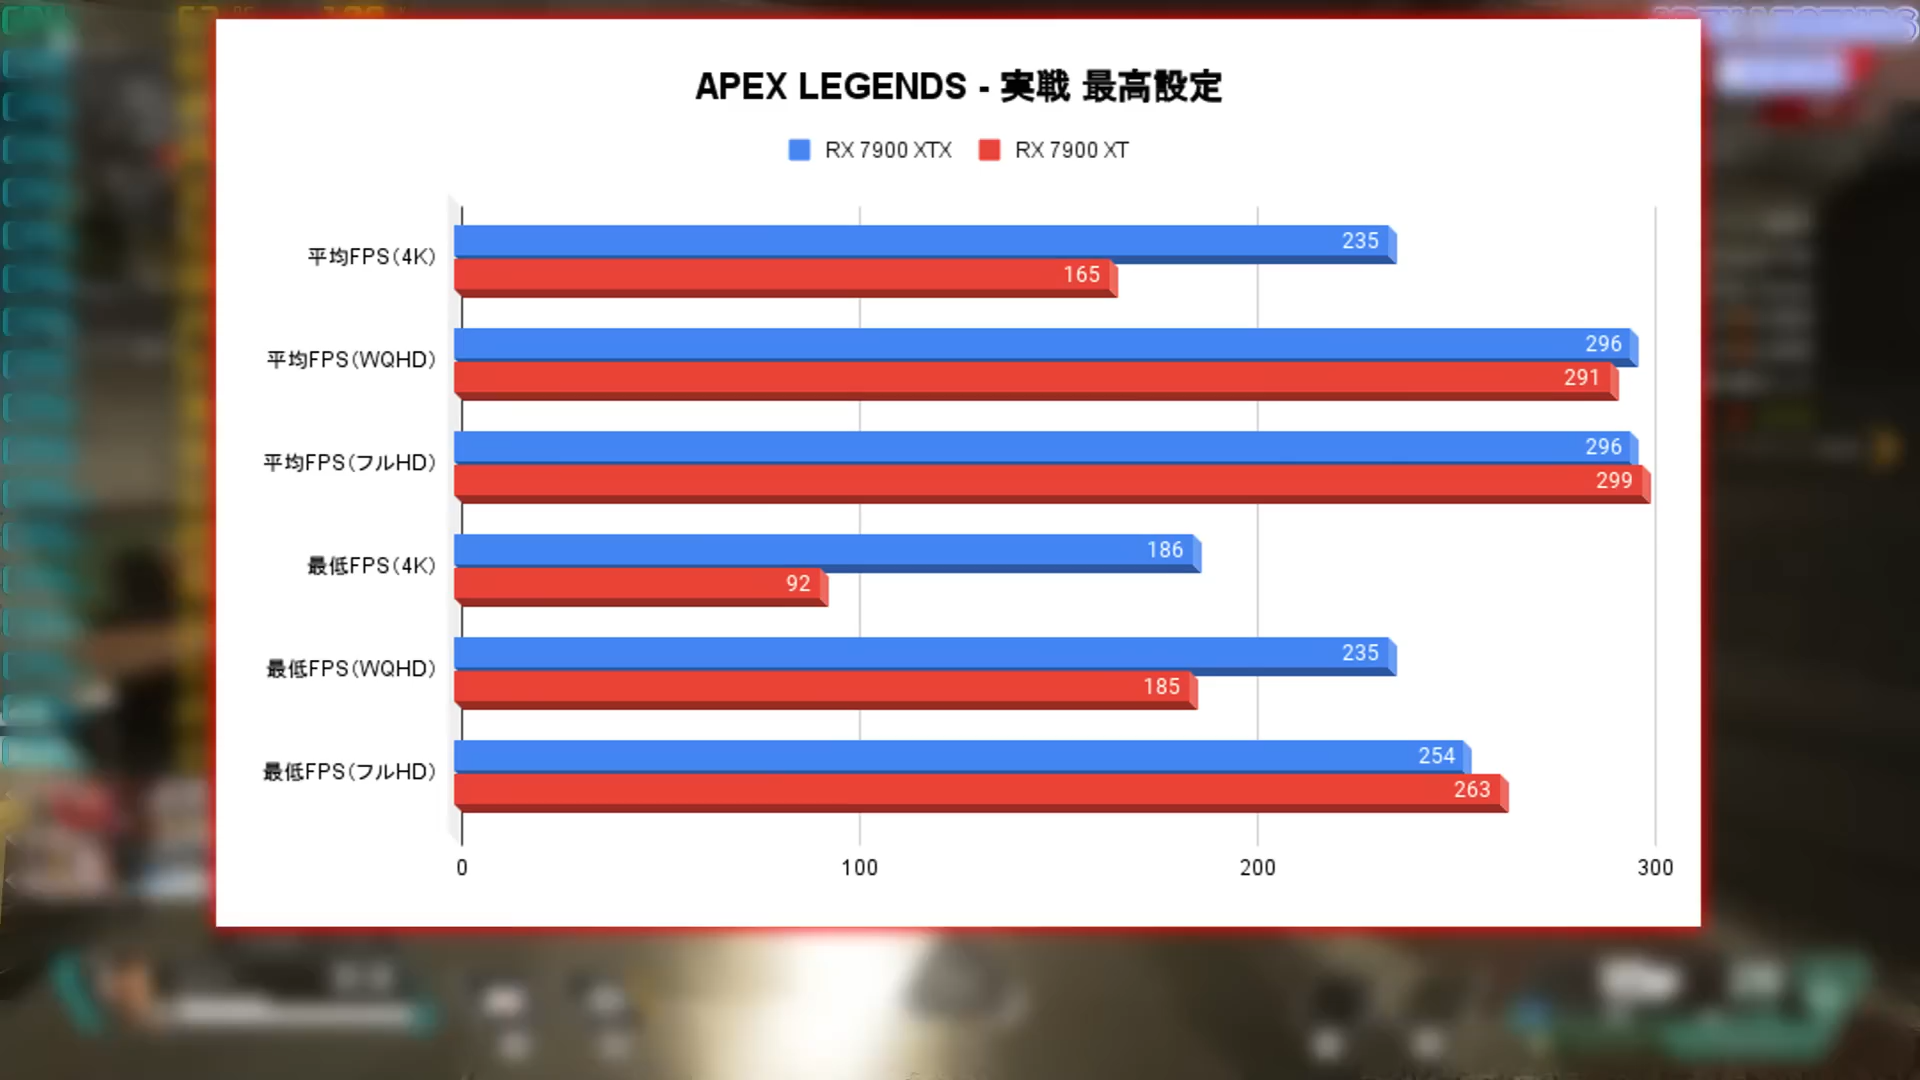 APEX LEGENDS - 実戦 最高設定
RX 7900 XTX
RX 7900 XT
平均FPS(4K)
235
165
平均FPS(WQHD)
296
291
平均FPS(フルHD)
296
299
最低FPS(4K)
186
92
最低FPS(WQHD)
235
185
最低FPS(フルHD)
254
263
0
100
200
300